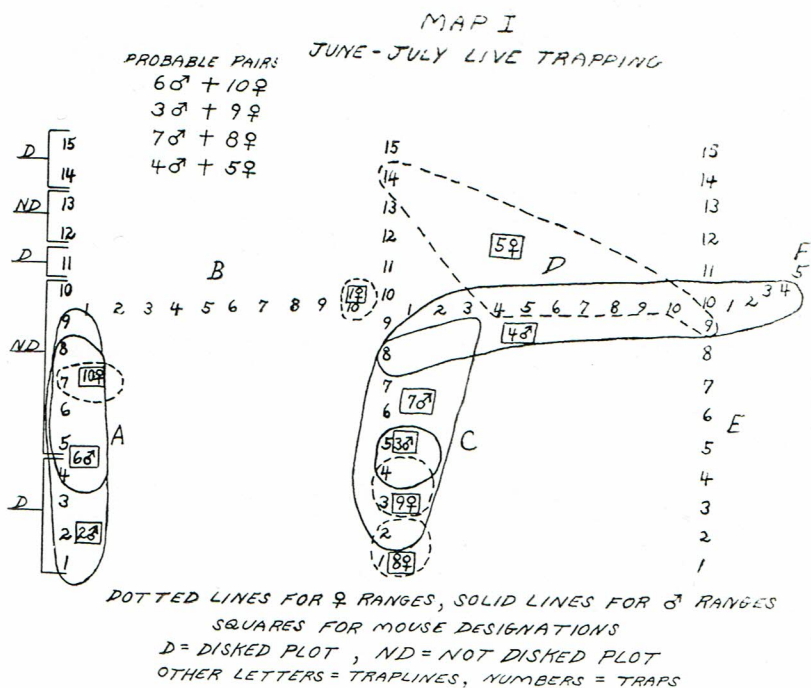 MAP I
JUNE-JULY LIVE TRAPPING
PROBABLE PAIRS
6♂ + 10♀
3♂ + 9♀
7♂ + 8♀
4♂ + 5♀
D
15
14
ND
13
12
D
11
ND
10
9
8
7
6
5
D
4
3
2
1
10♀
6♂
2♂
A
B
1 2 3 4 5 6 7 8 9 10
1♀
15
14
13
12
11
10
9
8
7
6
5
4
3
2
1
7♂
3♂
9♀
8♀
C
5♀
D
1 2 3 4 5 6 7 8 9 10
4♂
15
14
13
12
11
10
9
8
7
6
5
4
3
2
1
E
F
1 2 3 4 5
DOTTED LINES FOR ♀ RANGES, SOLID LINES FOR ♂ RANGES
SQUARES FOR MOUSE DESIGNATIONS
D = DISKED PLOT, ND = NOT DISKED PLOT
OTHER LETTERS = TRAPLINES, NUMBERS = TRAPS